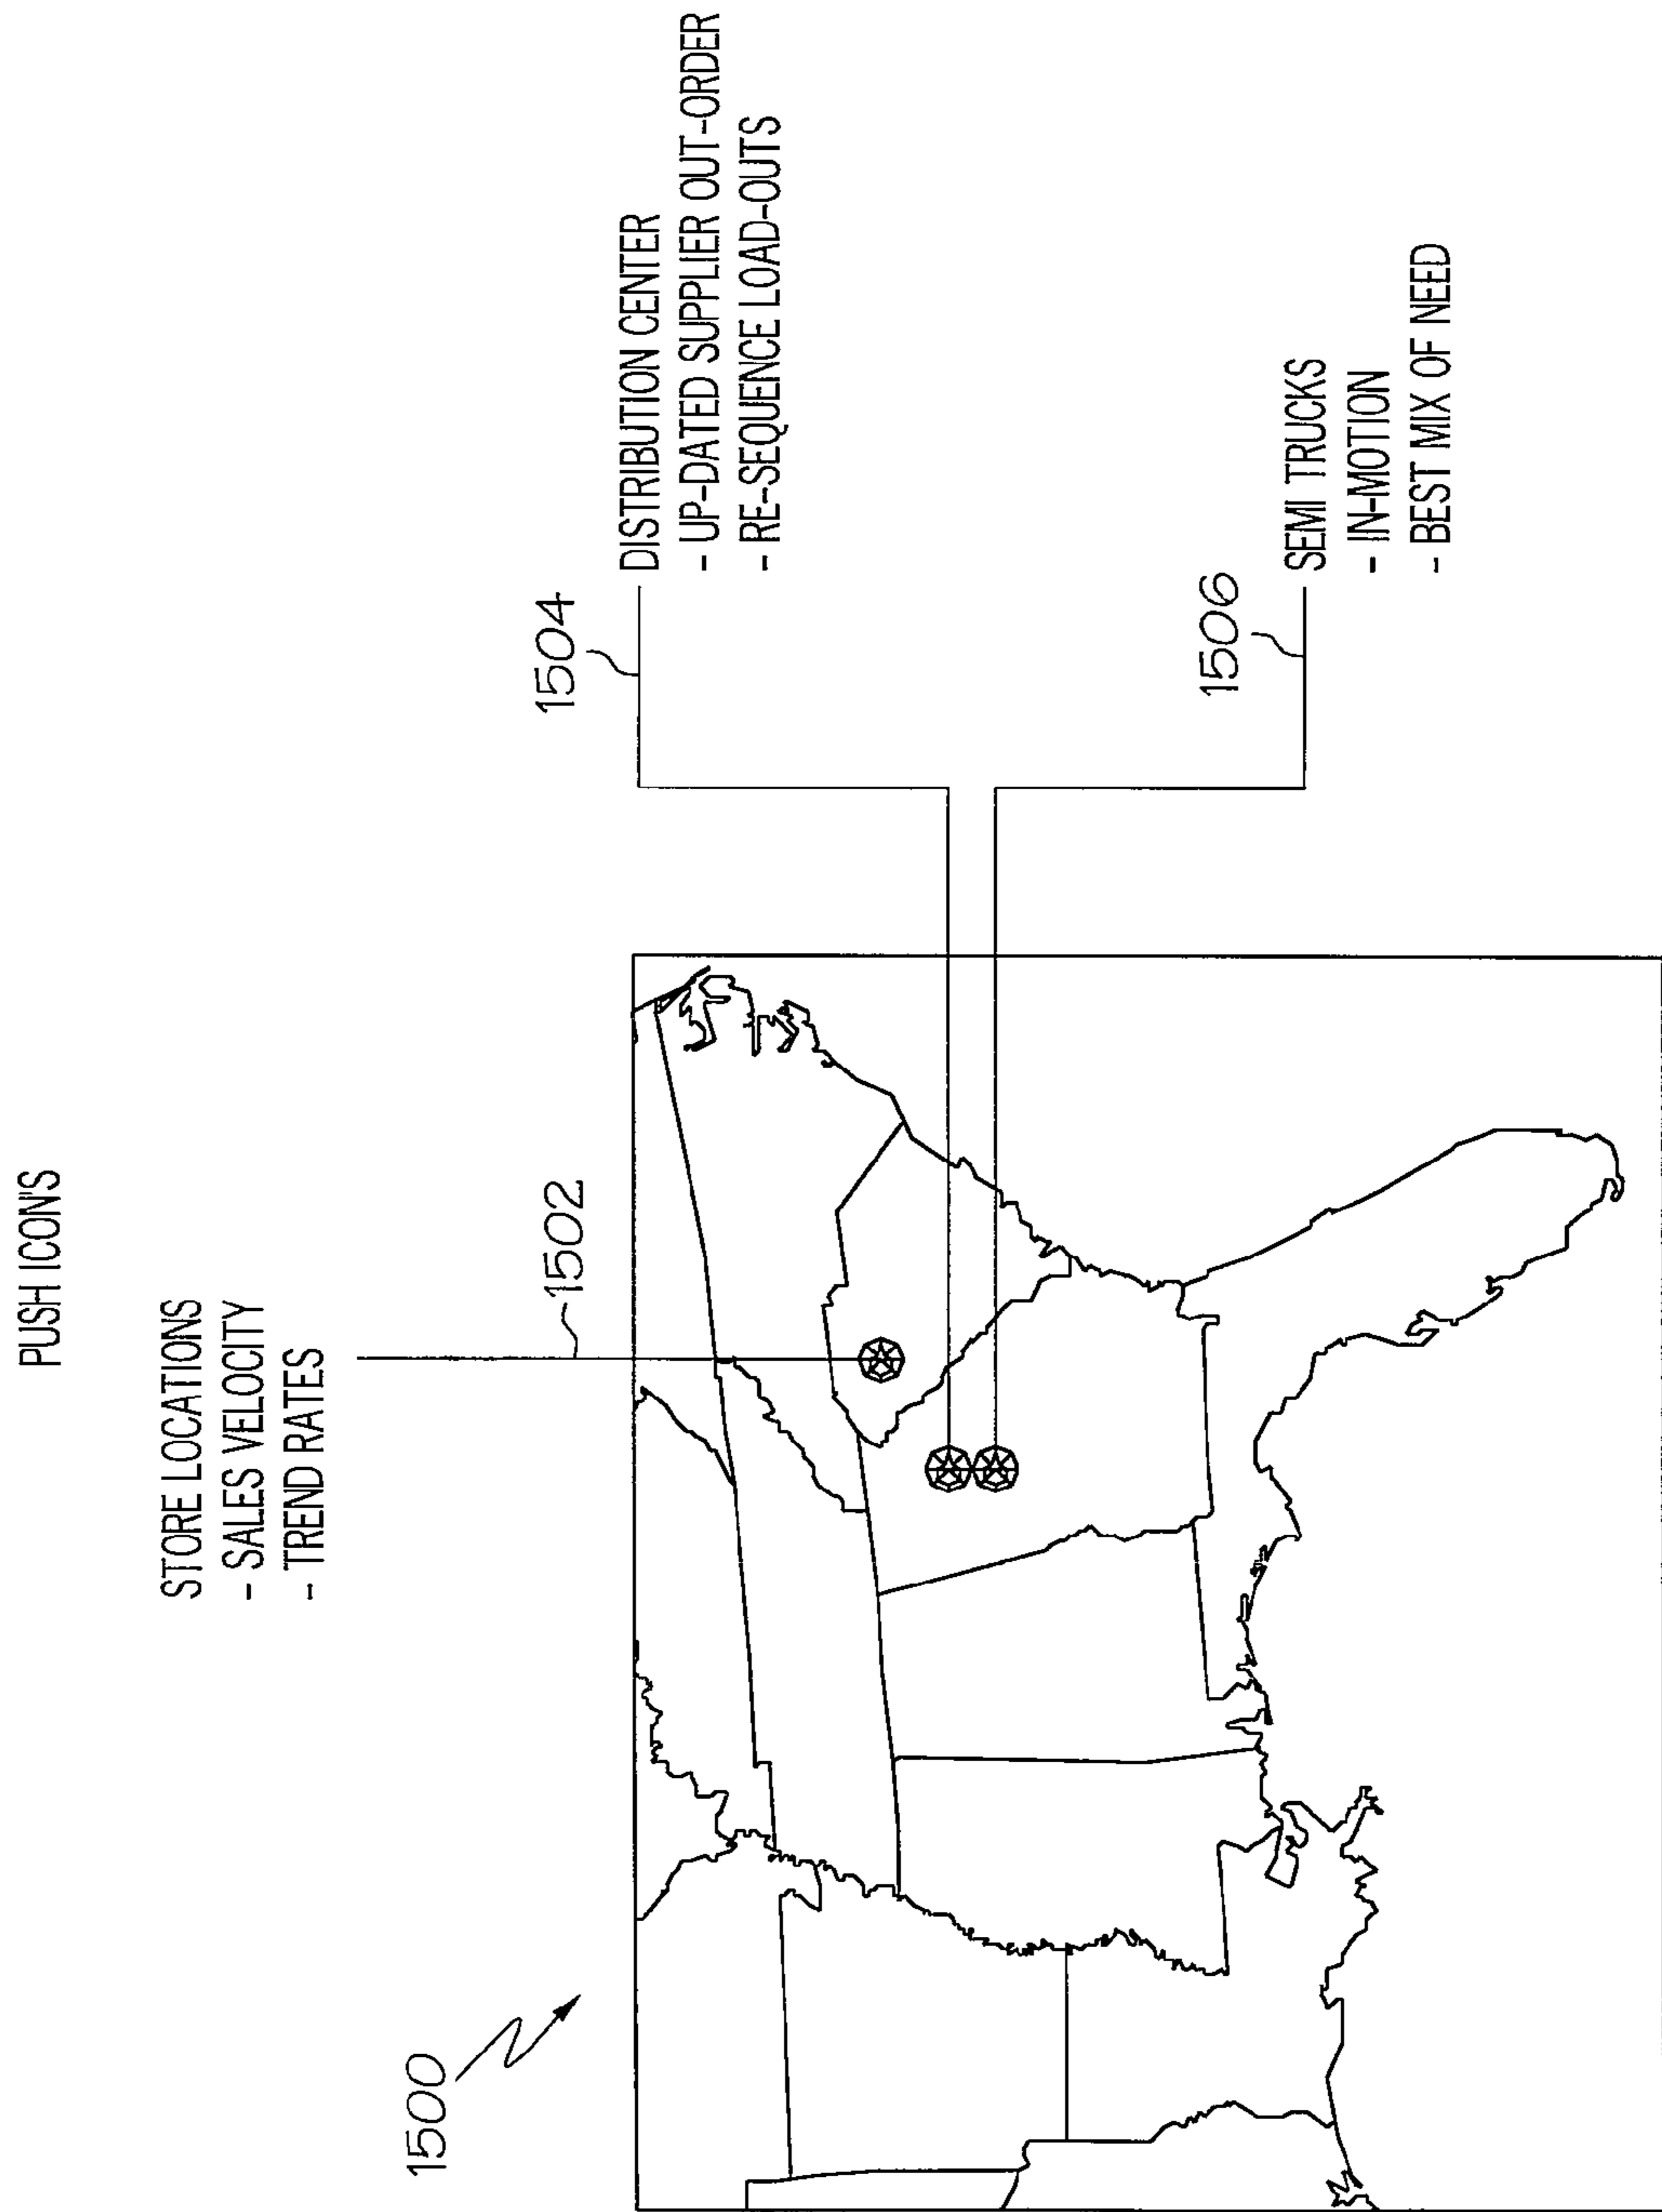 PUSH ICON'S
STORE LOCATIONS
- SALES VELOCITY
- TREND RATES
1500
1502
1504
DISTRIBUTION CENTER
- UP-DATED SUPPLIER OUT-ORDER
- RE-SEQUENCE LOAD-OUTS
1506
SEMI TRUCKS
- IN-MOTION
- BEST MIX OF NEED